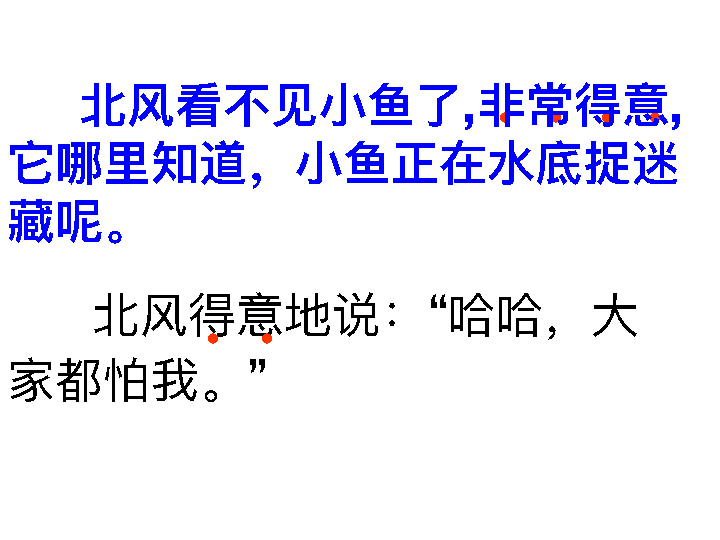 北风看不见小鱼了,非常得意,
它哪里知道，小鱼正在水底捉迷
藏呢。
北风得意地说：“哈哈，大
家都怕我。”